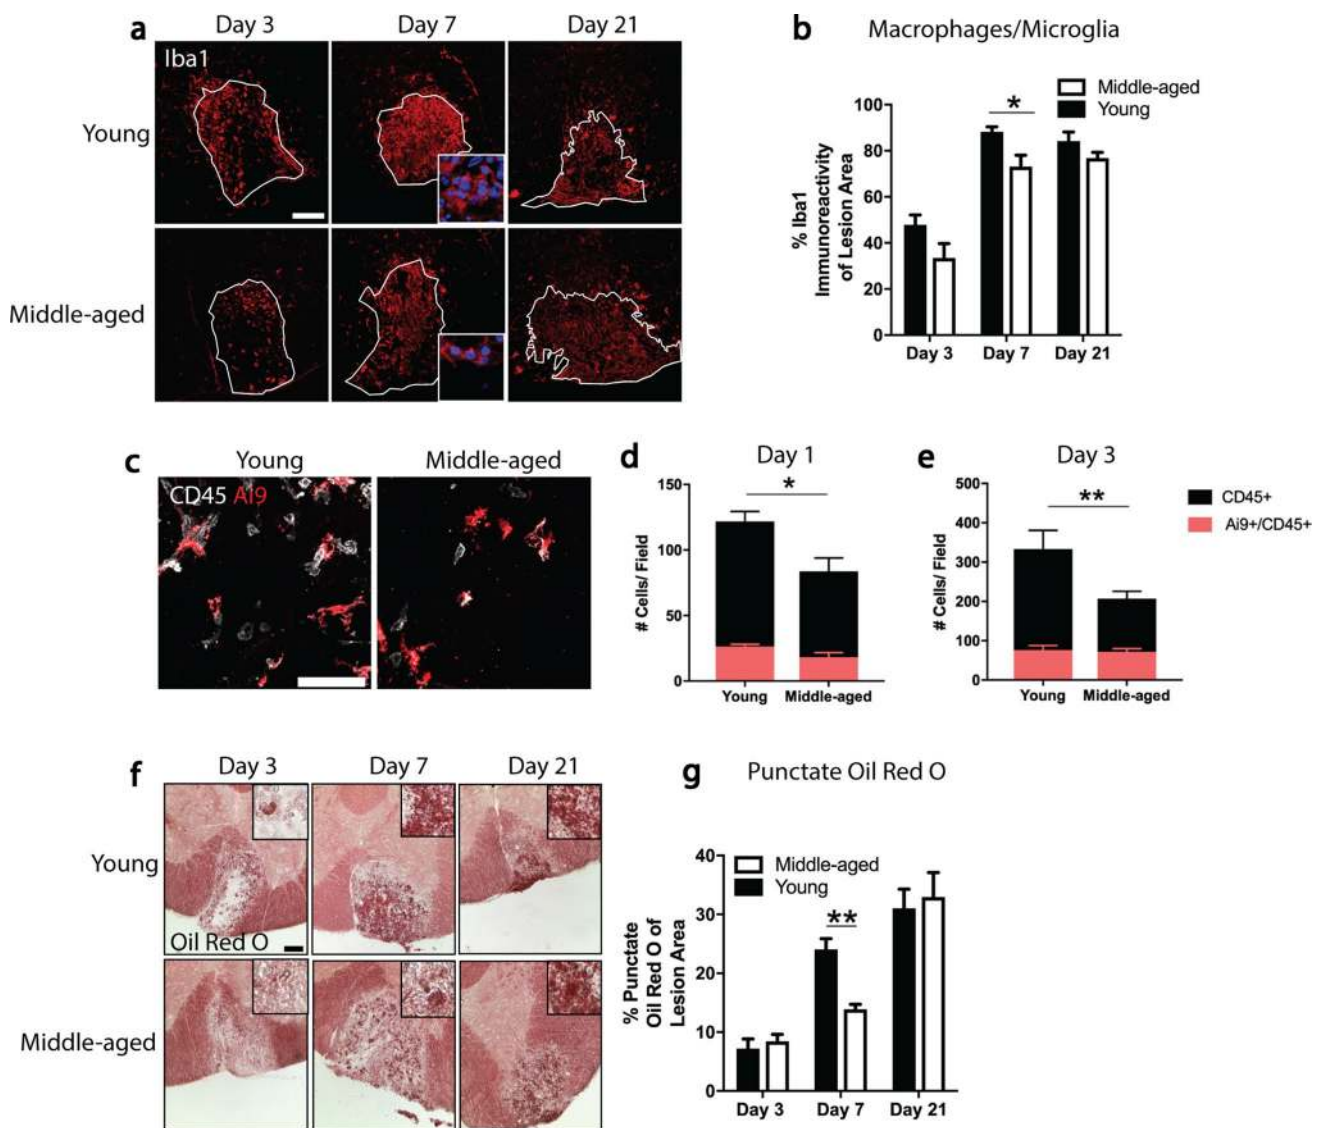 a
Day 3
Day 7
Day 21
Iba1
Young
Middle-aged
b
Macrophages/Microglia
Middle-aged
Young
*
% Iba1
Immunoreactivity
of Lesion Area
100
80
60
40
20
0
Day 3
Day 7
Day 21
c
Young
Middle-aged
CD45 Ai9
d
Day 1
*
# Cells/ Field
150
100
50
0
Young
Middle-aged
e
Day 3
**
# Cells/ Field
500
400
300
200
100
0
Young
Middle-aged
CD45+
Ai9+/CD45+
f
Day 3
Day 7
Day 21
Young
Oil Red O
Middle-aged
g
Punctate Oil Red O
Middle-aged
Young
**
% Punctate
Oil Red O of
Lesion Area
40
30
20
10
0
Day 3
Day 7
Day 21